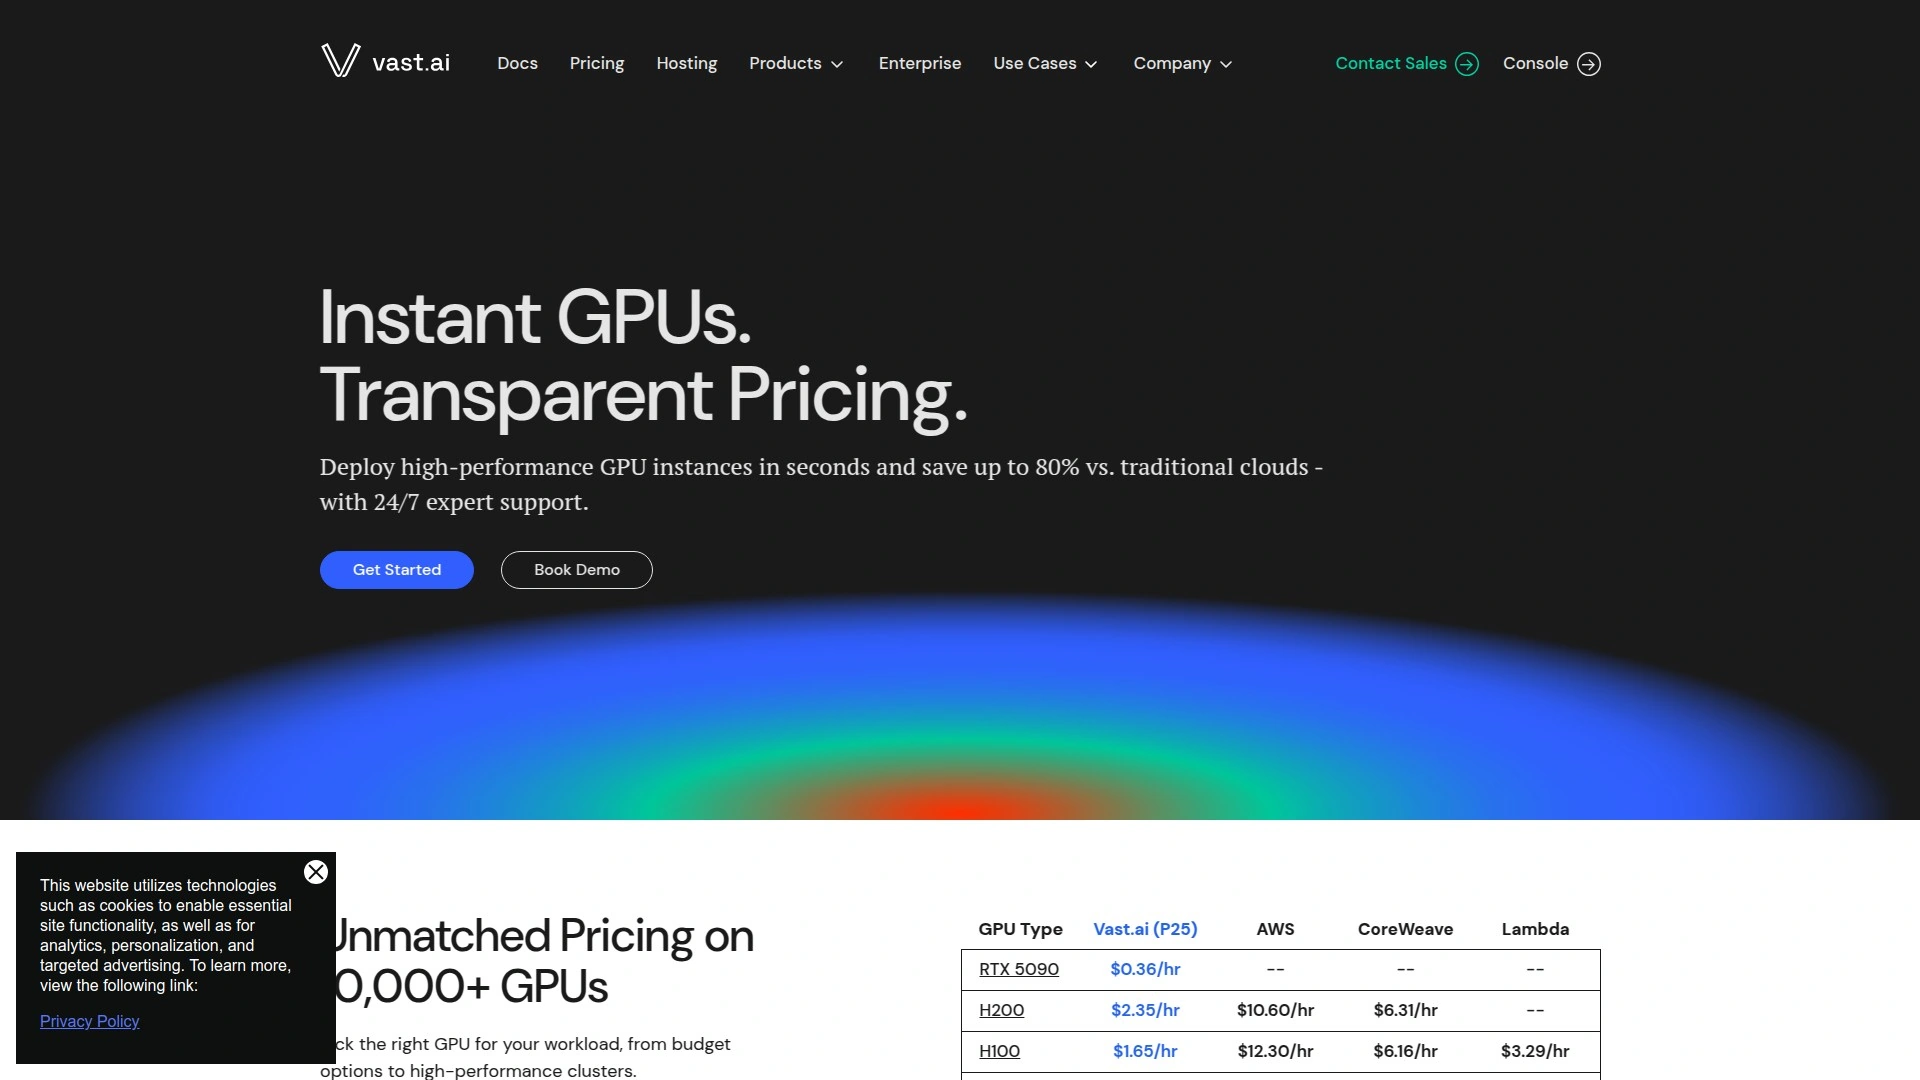 vast.ai
Docs
Pricing
Hosting
Products
Enterprise
Use Cases
Company
Contact Sales
Console
Instant GPUs.
Transparent Pricing.
Deploy high-performance GPU instances in seconds and save up to 80% vs. traditional clouds -
with 24/7 expert support.
Get Started
Book Demo
This website utilizes technologies
such as cookies to enable essential
site functionality, as well as for
analytics, personalization, and
targeted advertising. To learn more,
view the following link:
Privacy Policy
Unmatched Pricing on
0,000+ GPUs
the right GPU for your workload, from budget
options to high-performance clusters.
GPU Type Vast.ai (P25) AWS CoreWeave Lambda
RTX 5090 $0.36/hr -- -- --
H200 $2.35/hr $10.60/hr $6.31/hr --
H100 $1.65/hr $12.30/hr $6.16/hr $3.29/hr